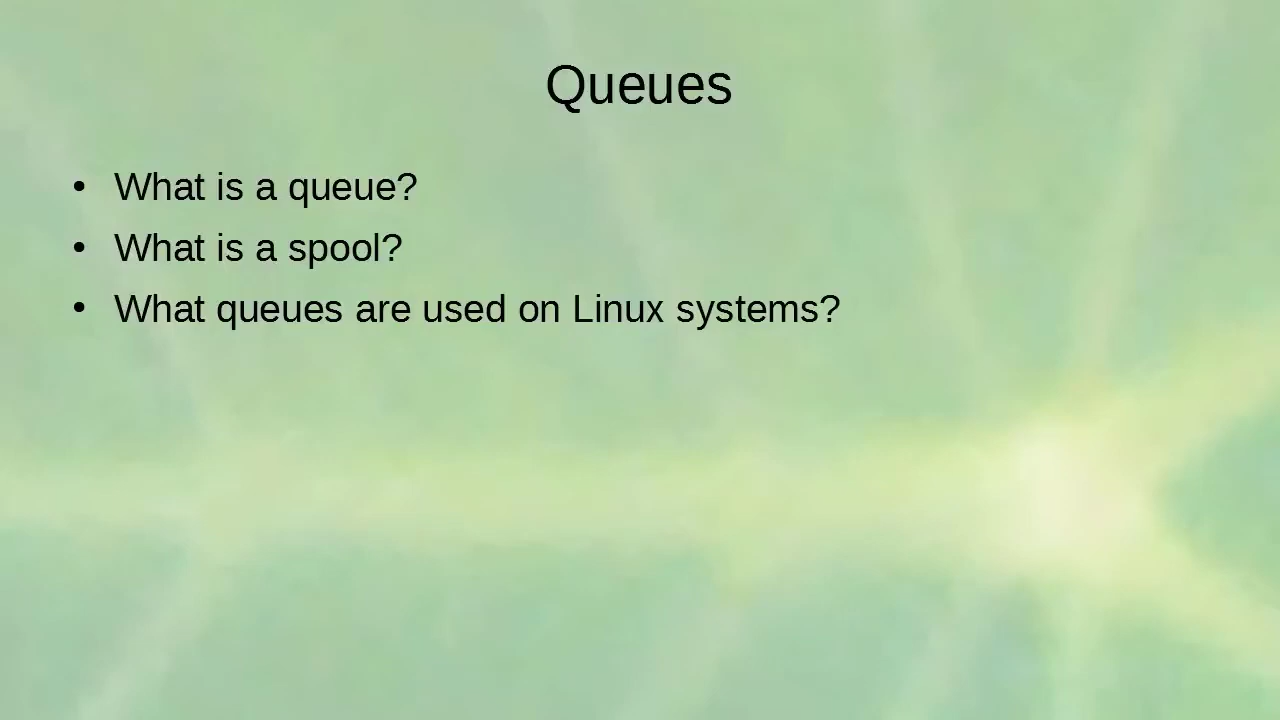 Queues
• What is a queue?
• What is a spool?
• What queues are used on Linux systems?